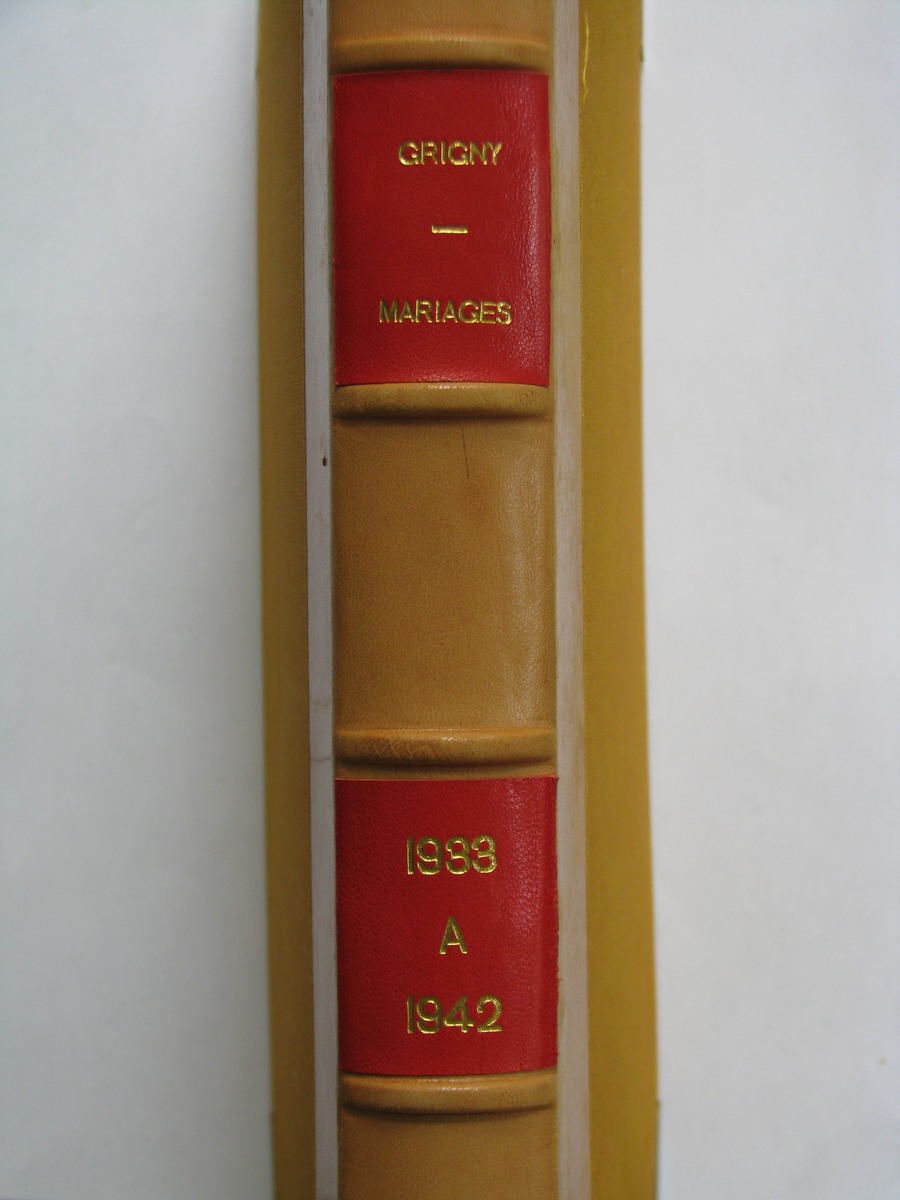 GRIGNY
—
MARIAGES
1933
A
1942